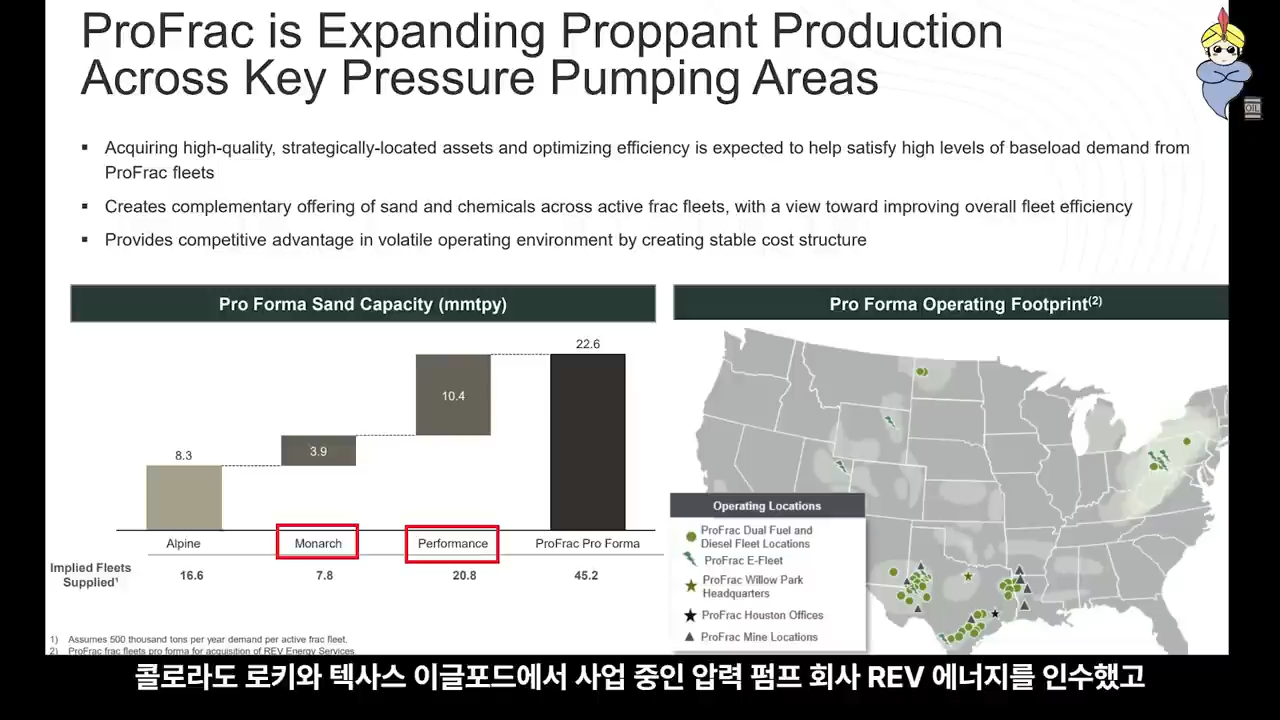 ProFrac is Expanding Proppant Production
Across Key Pressure Pumping Areas
▪ Acquiring high-quality, strategically-located assets and optimizing efficiency is expected to help satisfy high levels of baseload demand from
ProFrac fleets
▪ Creates complementary offering of sand and chemicals across active frac fleets, with a view toward improving overall fleet efficiency
▪ Provides competitive advantage in volatile operating environment by creating stable cost structure
Pro Forma Sand Capacity (mmtpy)
22.6
10.4
3.9
8.3
Alpine Monarch Performance ProFrac Pro Forma
Implied Fleets
Supplied¹
16.6 7.8 20.8 45.2
1) Assumes 500 thousand tons per year demand per active frac fleet.
2) ProFrac frac fleets pro forma for acquisition of REV Energy Services.
Pro Forma Operating Footprint(2)
Operating Locations
ProFrac Dual Fuel and
Diesel Fleet Locations
ProFrac E-Fleet
ProFrac Willow Park
Headquarters
ProFrac Houston Offices
ProFrac Mine Locations
OIL
콜로라도 로키와 텍사스 이글포드에서 사업 중인 압력 펌프 회사 REV 에너지를 인수했고